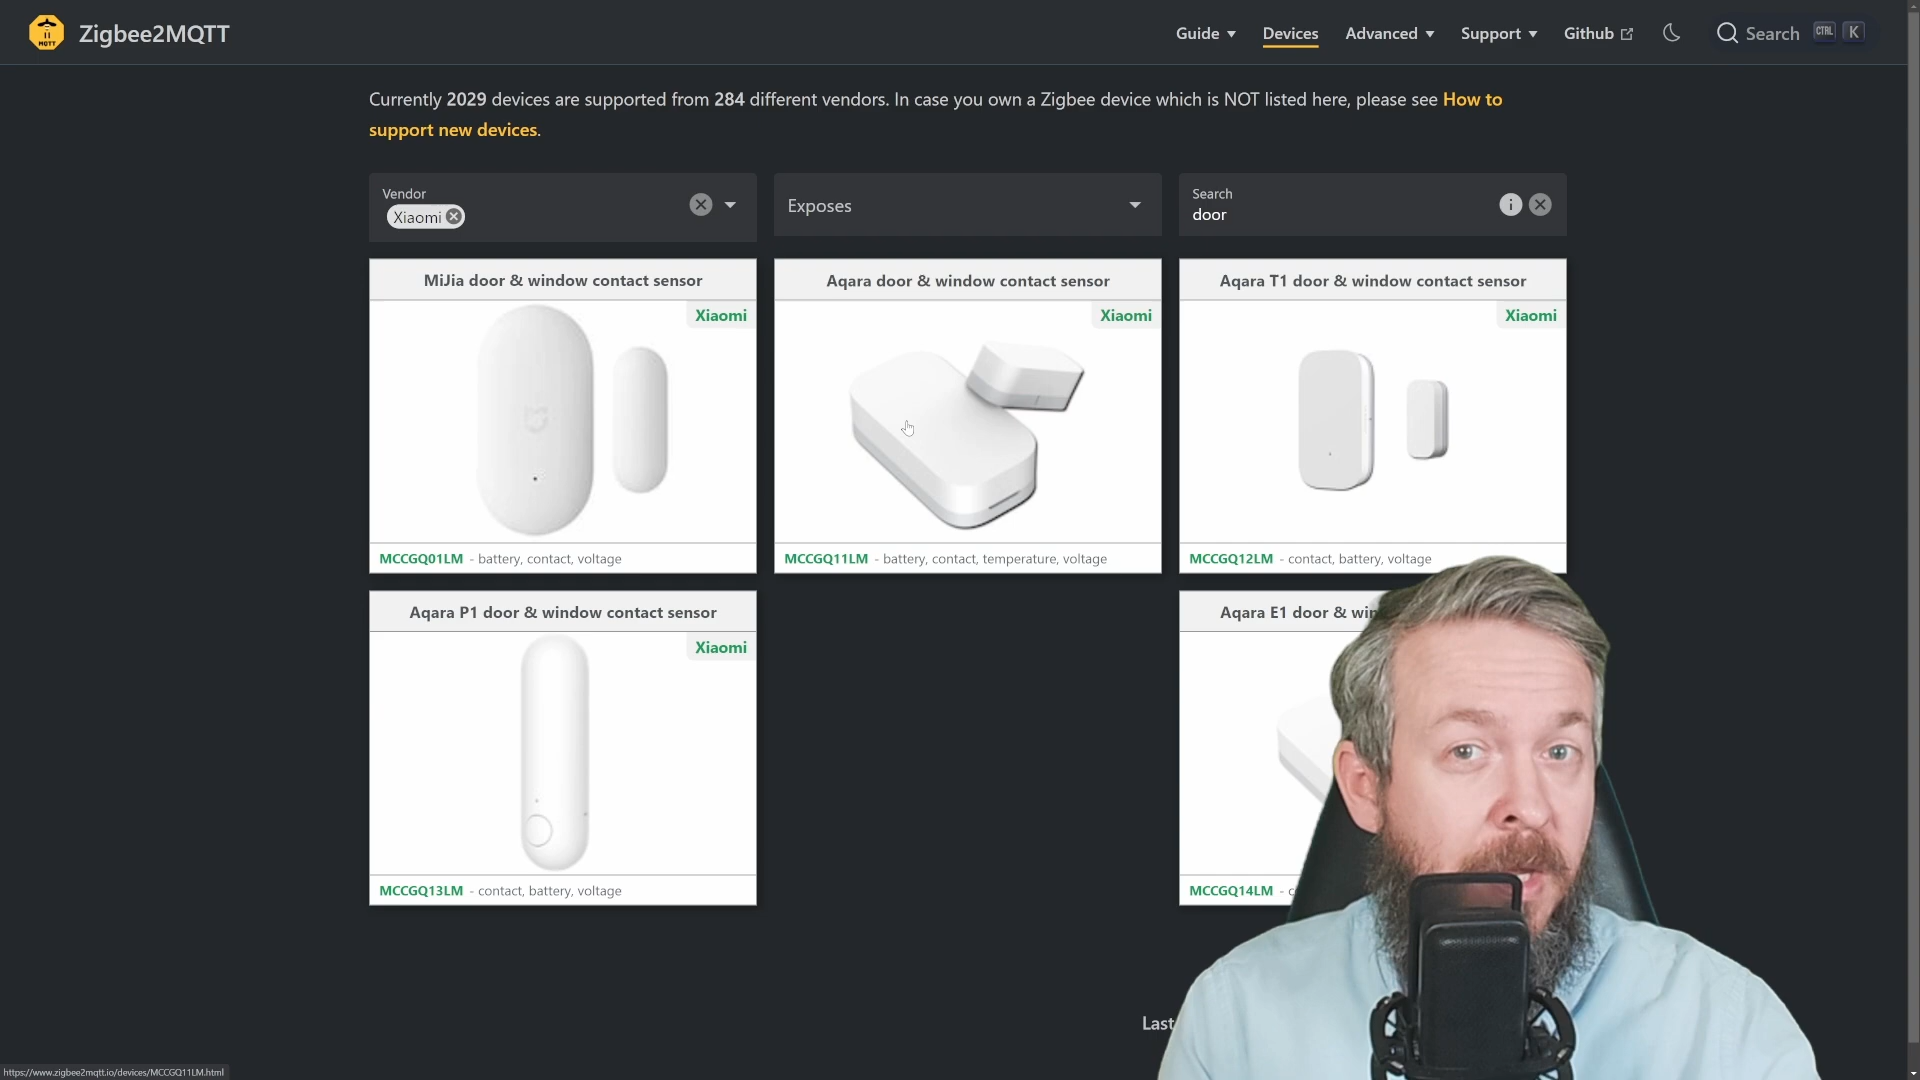 Zigbee2MQTT
MQTT
Guide
Devices
Advanced
Support
Github
Search
CTRL
K
Currently 2029 devices are supported from 284 different vendors. In case you own a Zigbee device which is NOT listed here, please see How to
support new devices.
Vendor
Xiaomi
Exposes
Search
door
MiJia door & window contact sensor
Xiaomi
MCCGQ01LM - battery, contact, voltage
Aqara door & window contact sensor
Xiaomi
MCCGQ11LM - battery, contact, temperature, voltage
Aqara T1 door & window contact sensor
Xiaomi
MCCGQ12LM - contact, battery, voltage
Aqara P1 door & window contact sensor
Xiaomi
MCCGQ13LM - contact, battery, voltage
Aqara E1 door &
MCCGQ14LM -
Last
https://www.zigbee2mqtt.io/devices/MCCGQ11LM.html